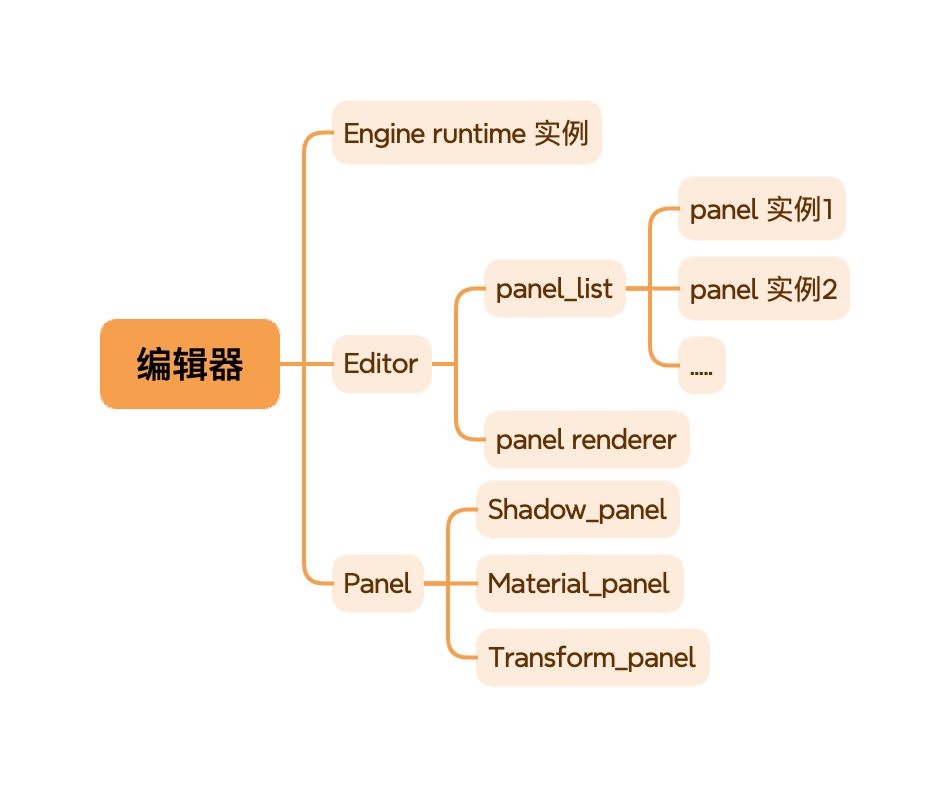 编辑器
Engine runtime 实例
Editor
panel_list
panel 实例1
panel 实例2
.....
panel renderer
Panel
Shadow_panel
Material_panel
Transform_panel